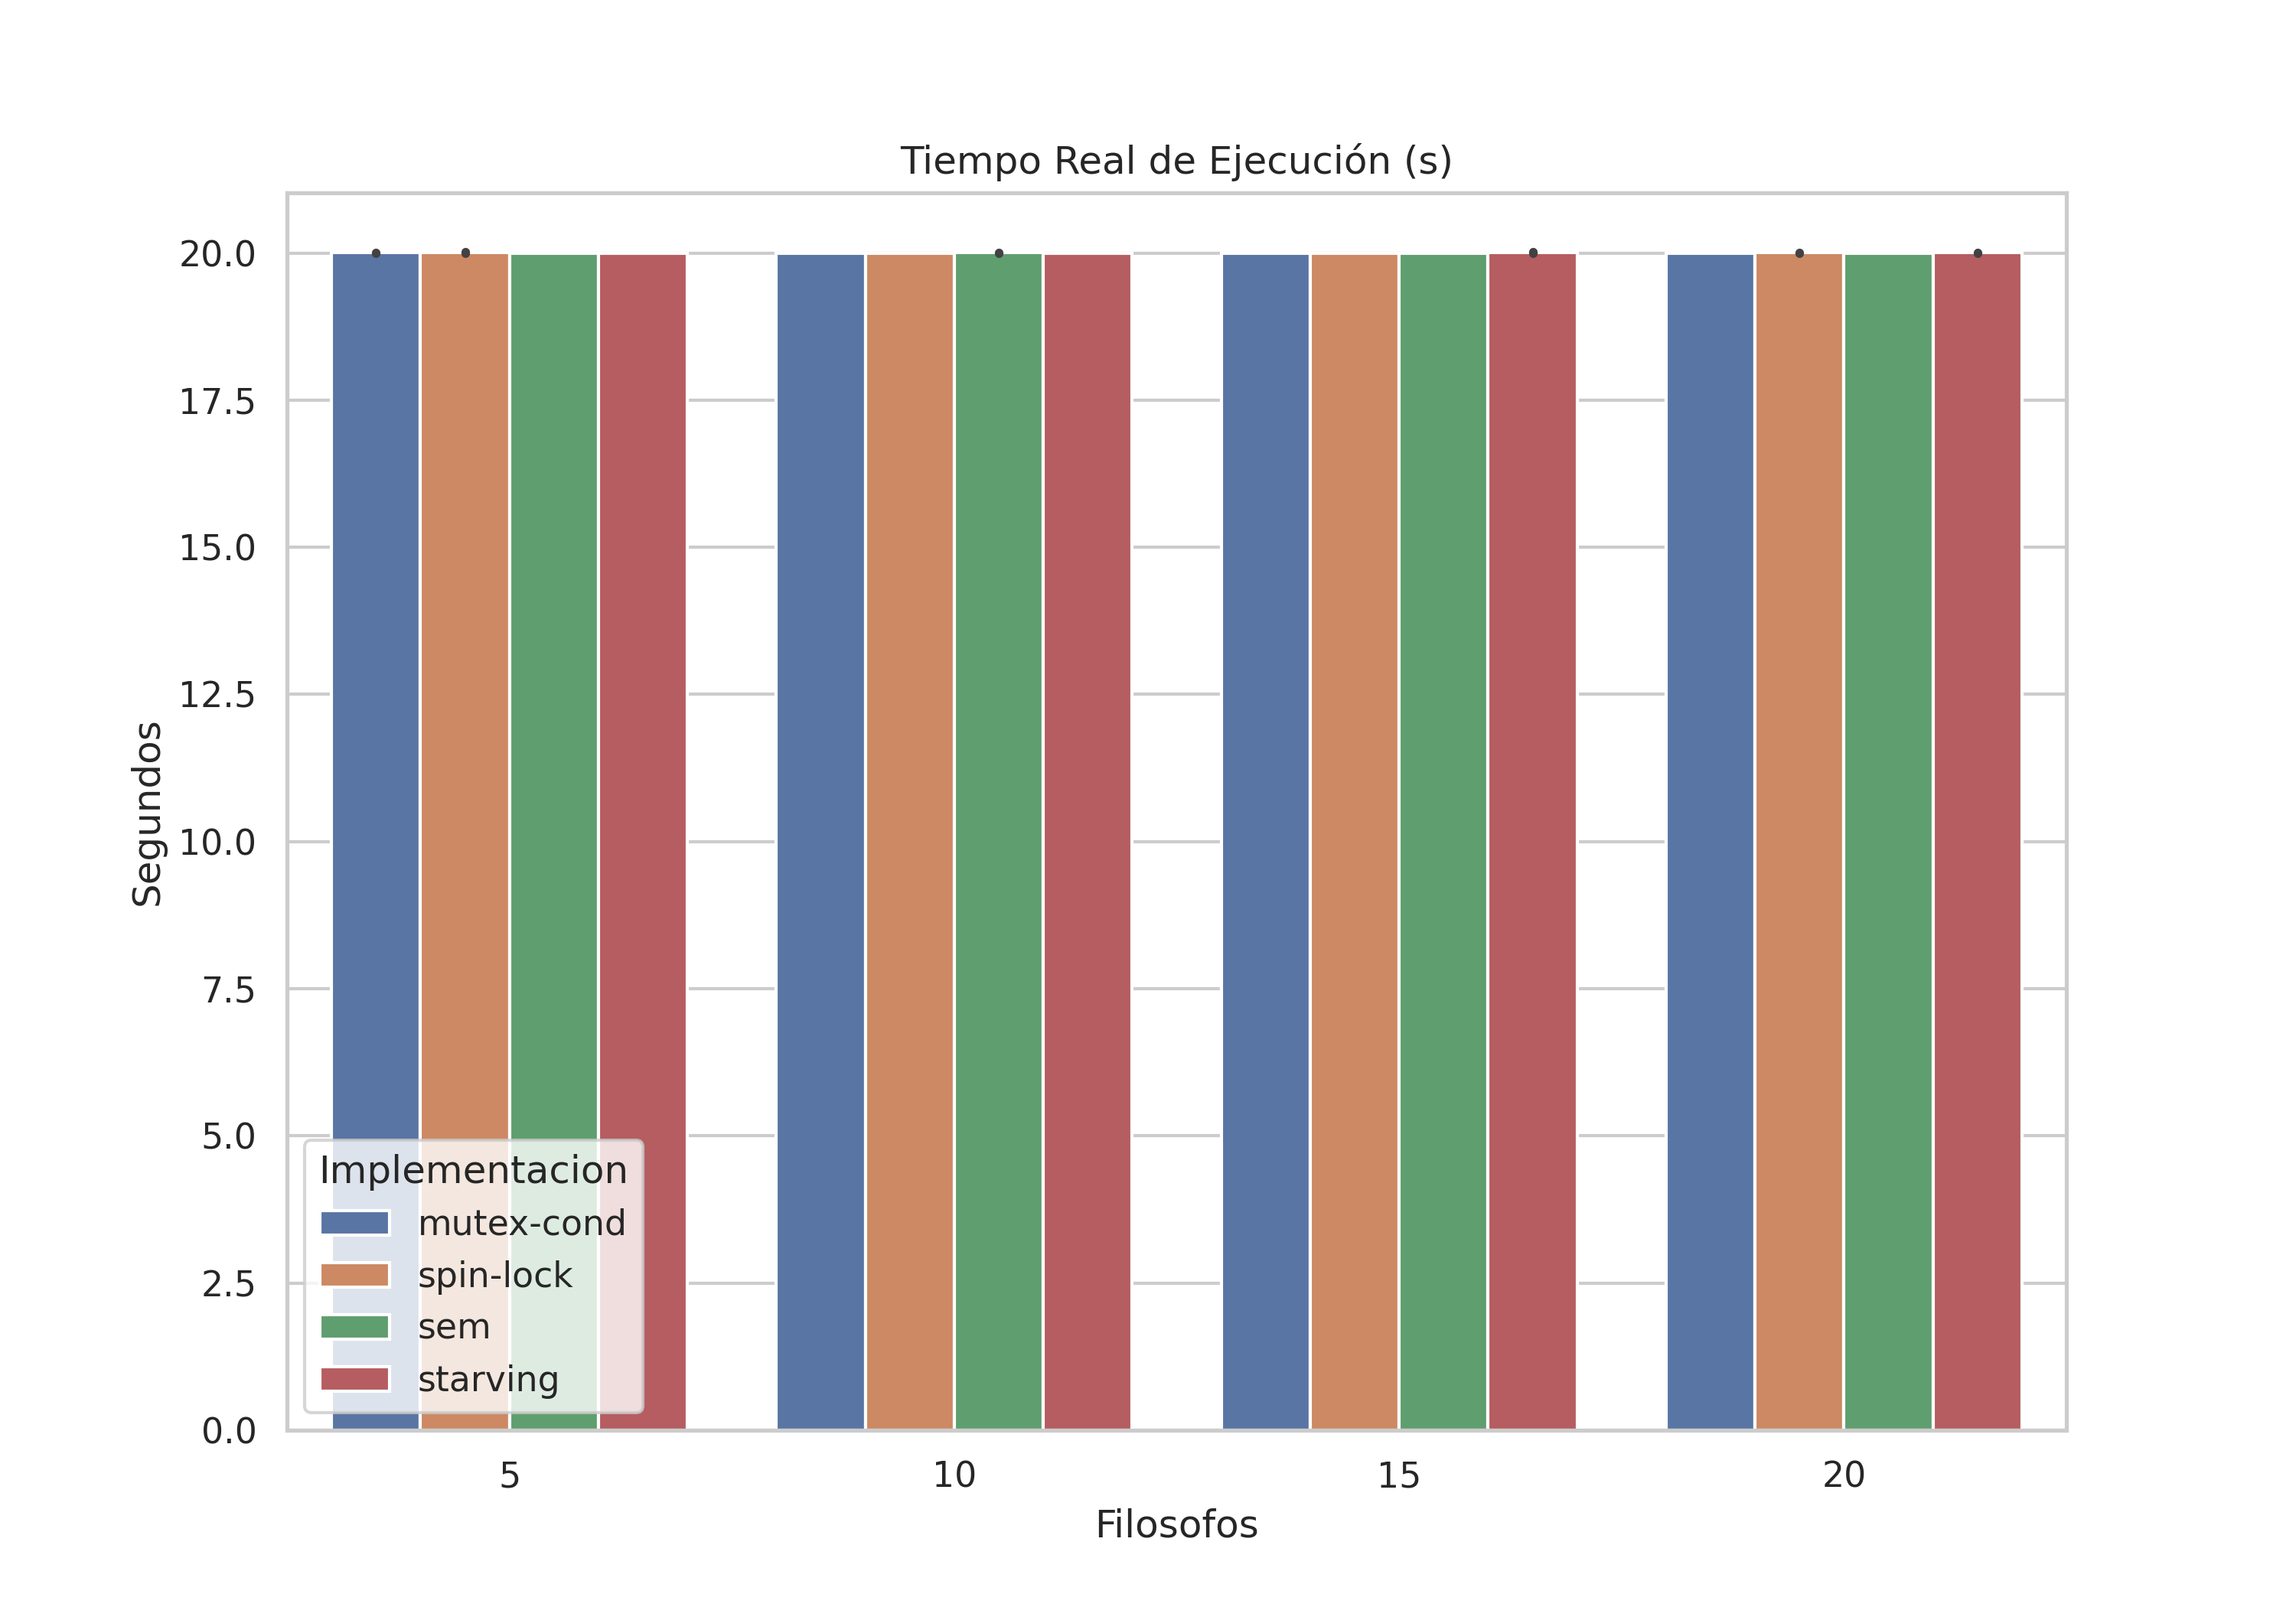 Tiempo Real de Ejecución (s)
20.0
17.5
15.0
12.5
10.0
7.5
5.0
2.5
0.0
Segundos
Implementacion
mutex-cond
spin-lock
sem
starving
5
10
15
20
Filosofos